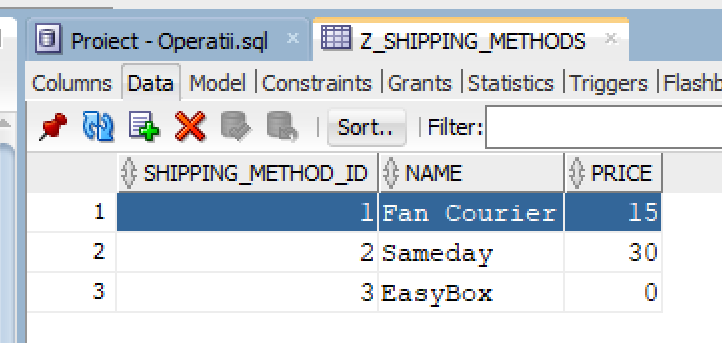 Proiect - Operatii.sql × Z_SHIPPING_METHODS ×
Columns Data Model Constraints Grants Statistics Triggers Flashb
Sort.. Filter:
SHIPPING_METHOD_ID NAME PRICE
1 1 Fan Courier 15
2 2 Sameday 30
3 3 EasyBox 0